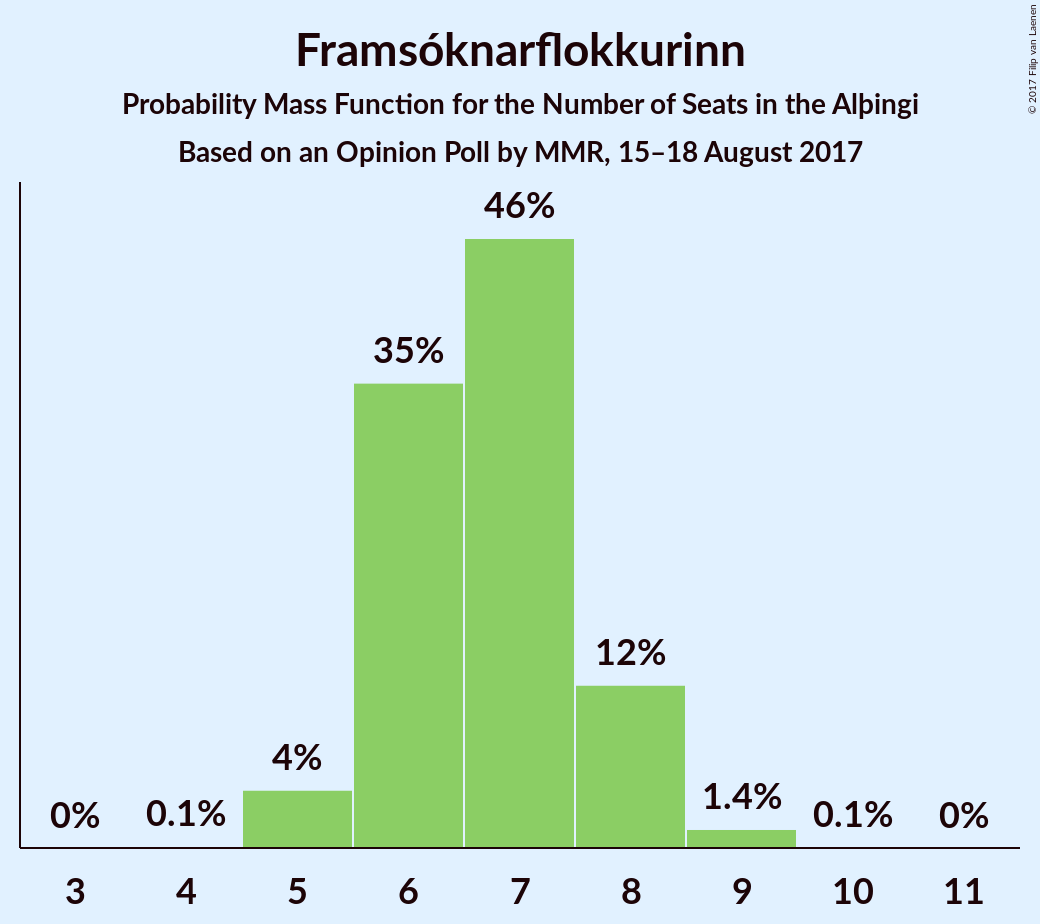 Framsóknarflokkurinn
Probability Mass Function for the Number of Seats in the Alþingi
Based on an Opinion Poll by MMR, 15–18 August 2017
© 2017 Filip van Laenen
0% 0.1% 4% 35% 46% 12% 1.4% 0.1% 0%
3 4 5 6 7 8 9 10 11